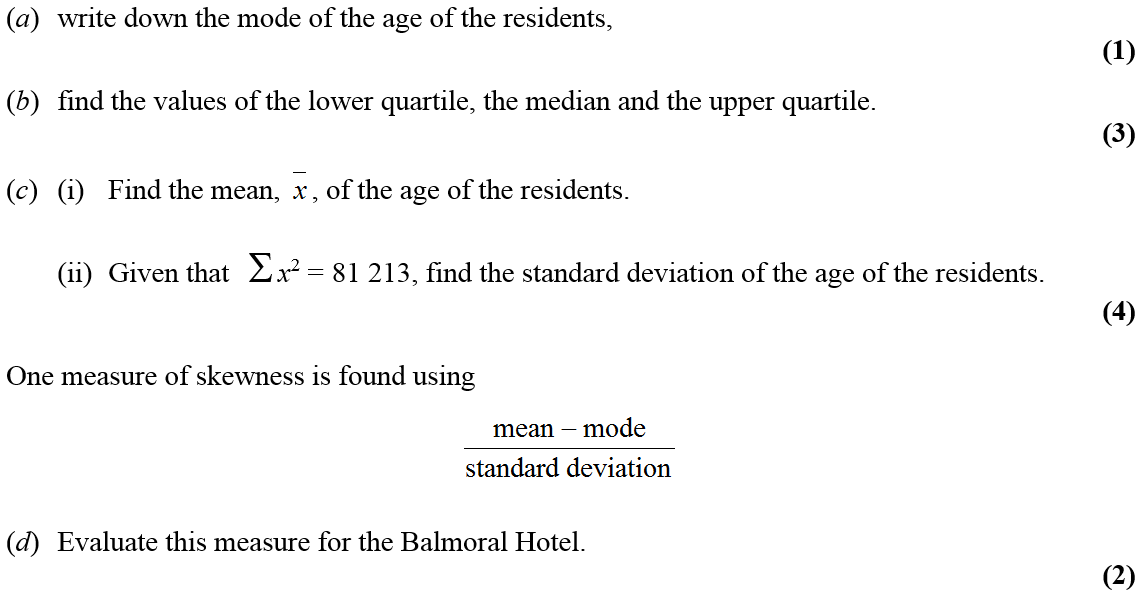 (a) write down the mode of the age of the residents,
(1)
(b) find the values of the lower quartile, the median and the upper quartile.
(3)
(c) (i) Find the mean, x̅, of the age of the residents.
(ii) Given that ∑x² = 81 213, find the standard deviation of the age of the residents.
(4)
One measure of skewness is found using
mean – mode
standard deviation
(d) Evaluate this measure for the Balmoral Hotel.
(2)